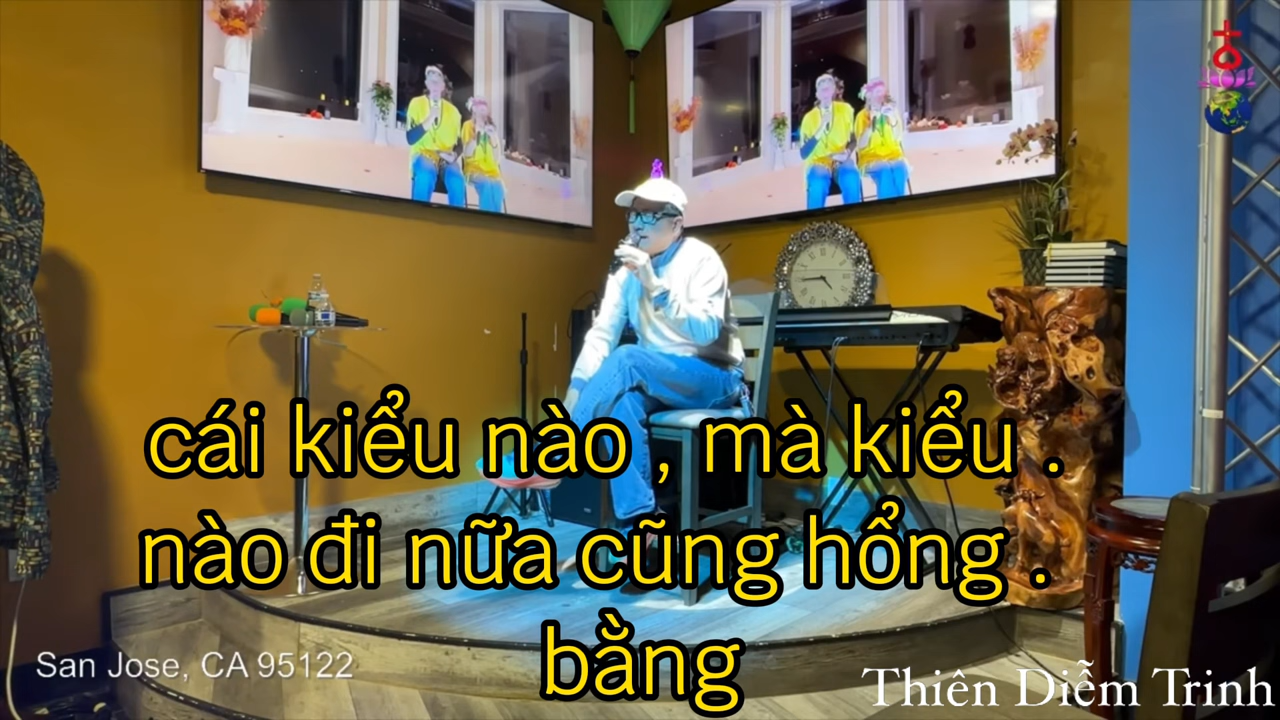 cái kiểu nào , mà kiểu .
nào đi nữa cũng hổng .
bằng
San Jose, CA 95122
Thiên Diễm Trinh